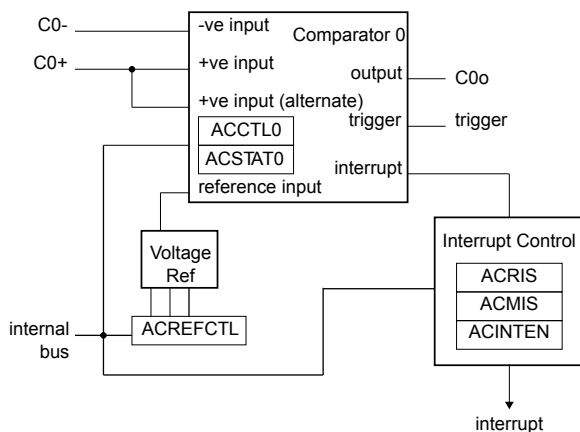 C0-
-ve input
Comparator 0
C0+
+ve input
output
C0o
+ve input (alternate)
trigger
trigger
ACCTL0
ACSTAT0
interrupt
reference input
Voltage
Ref
Interrupt Control
ACRIS
ACMIS
ACINTEN
internal
bus
ACREFCTL
interrupt